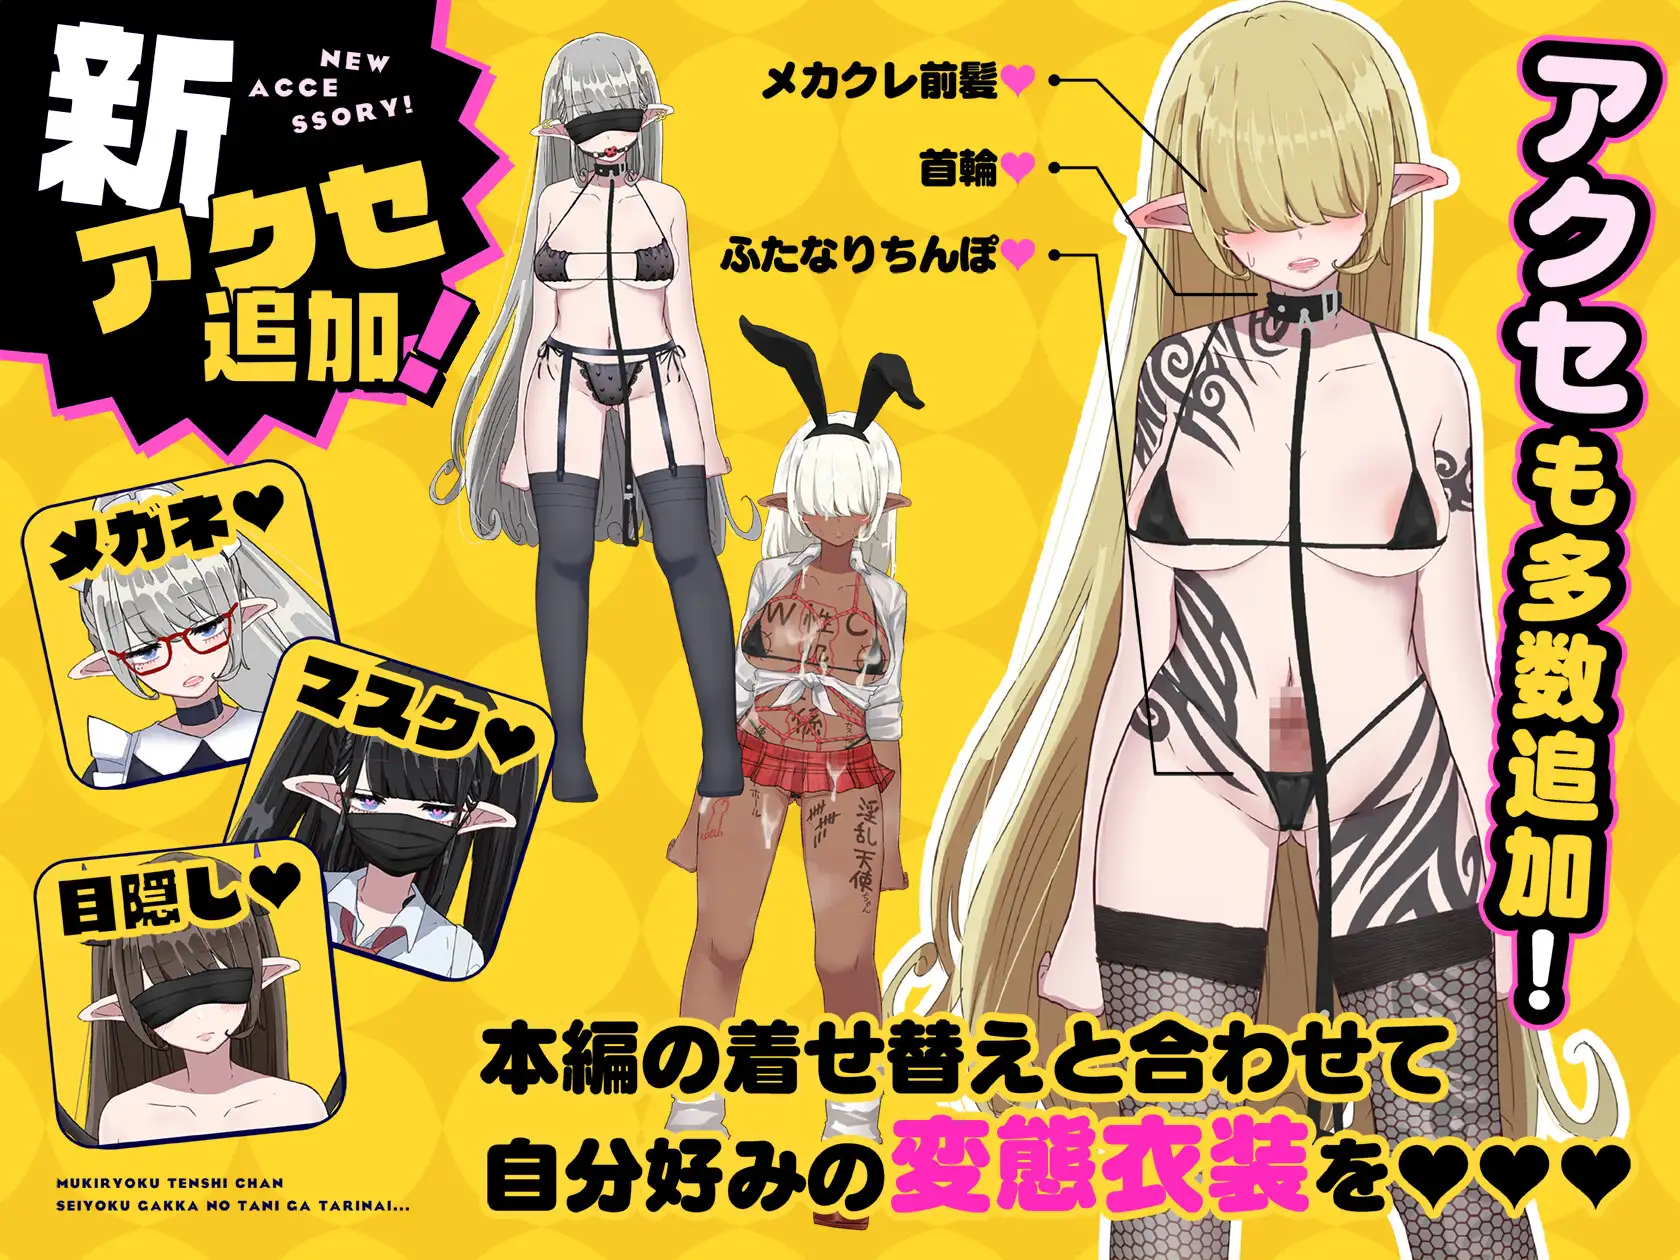 新
NEW
ACCE
SSORY!
アクセ
追加!
メカクレ前髪♥
首輪♥
ふたなりちんぽ♥
アクセも多数追加!
メガネ♥
マスク♥
目隠し♥
W 性 C
淫乱天使ちゃん
本編の着せ替えと合わせて
自分好みの変態衣装を♥♥♥
MUKIRYOKU TENSHI CHAN
SEIYOKU GAKKA NO TANI GA TARINAI...